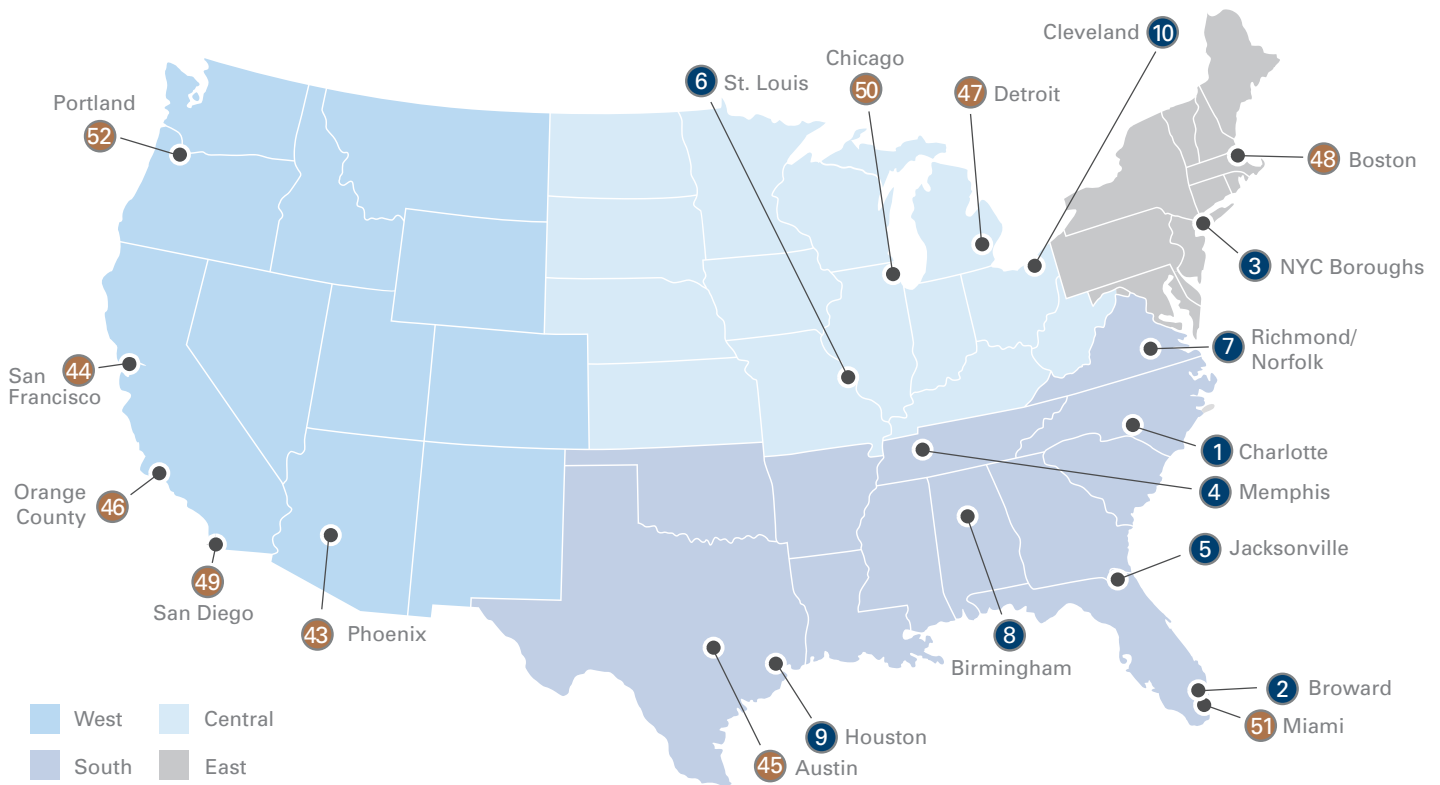 Cleveland 10
Chicago
50
6 St. Louis
47 Detroit
Portland
52
48 Boston
3 NYC Boroughs
7 Richmond/
Norfolk
San
Francisco
44
1 Charlotte
4 Memphis
Orange
County
46
5 Jacksonville
49
San Diego
43 Phoenix
8
Birmingham
2 Broward
51 Miami
9 Houston
45 Austin
West
Central
South
East